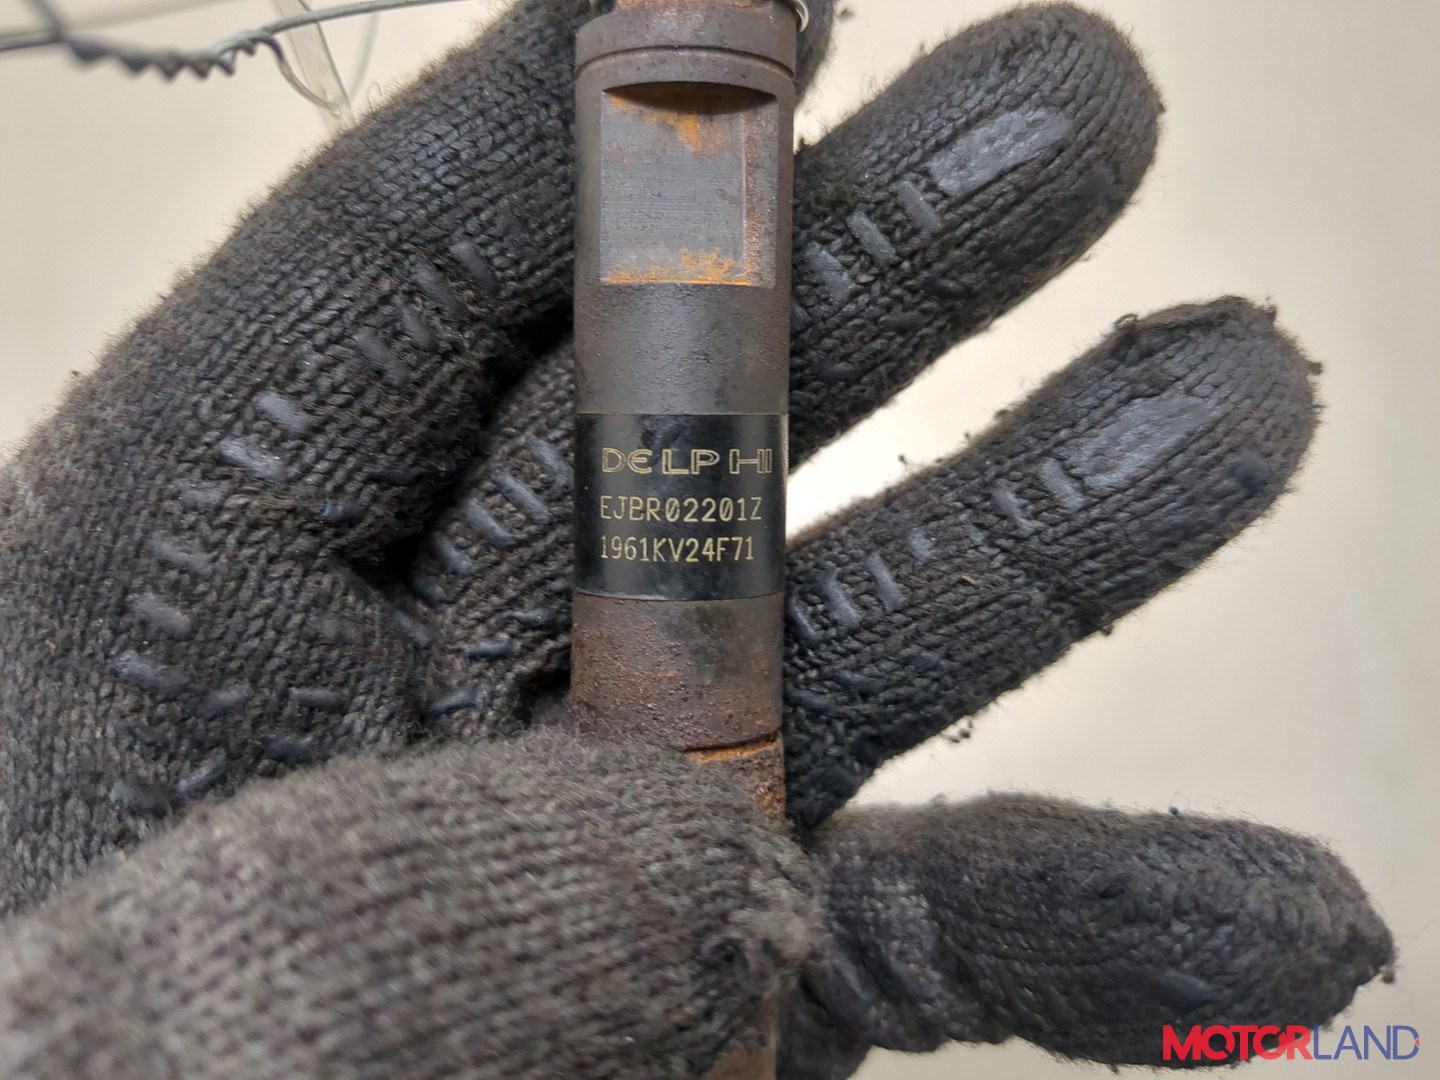 DELPHI
EJBR02201Z
1961KV24F71
MOTORLAND